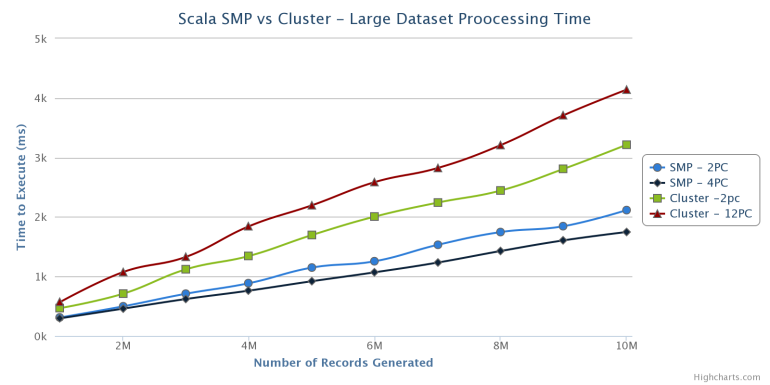 Scala SMP vs Cluster – Large Dataset Proocessing Time
5k
4k
3k
2k
1k
0k
Time to Execute (ms)
2M 4M 6M 8M 10M
Number of Records Generated
SMP – 2PC
SMP – 4PC
Cluster –2pc
Cluster – 12PC
Highcharts.com